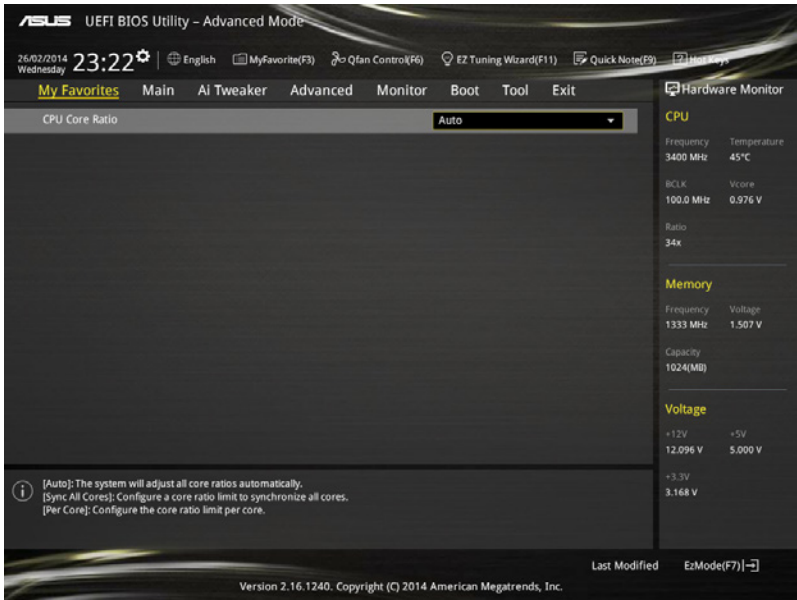 ASUS UEFI BIOS Utility – Advanced Mode
26/02/2014 Wednesday 23:22 English MyFavorite(F3) Qfan Control(F6) EZ Tuning Wizard(F11) Quick Note(F9) Hot Keys
My Favorites Main Ai Tweaker Advanced Monitor Boot Tool Exit
CPU Core Ratio Auto
[Auto]: The system will adjust all core ratios automatically.
[Sync All Cores]: Configure a core ratio limit to synchronize all cores.
[Per Core]: Configure the core ratio limit per core.
Hardware Monitor
CPU
Frequency Temperature
3400 MHz 45°C
BCLK Vcore
100.0 MHz 0.976 V
Ratio
34x
Memory
Frequency Voltage
1333 MHz 1.507 V
Capacity
1024(MB)
Voltage
+12V +5V
12.096 V 5.000 V
+3.3V
3.168 V
Last Modified EzMode(F7)
Version 2.16.1240. Copyright (C) 2014 American Megatrends, Inc.